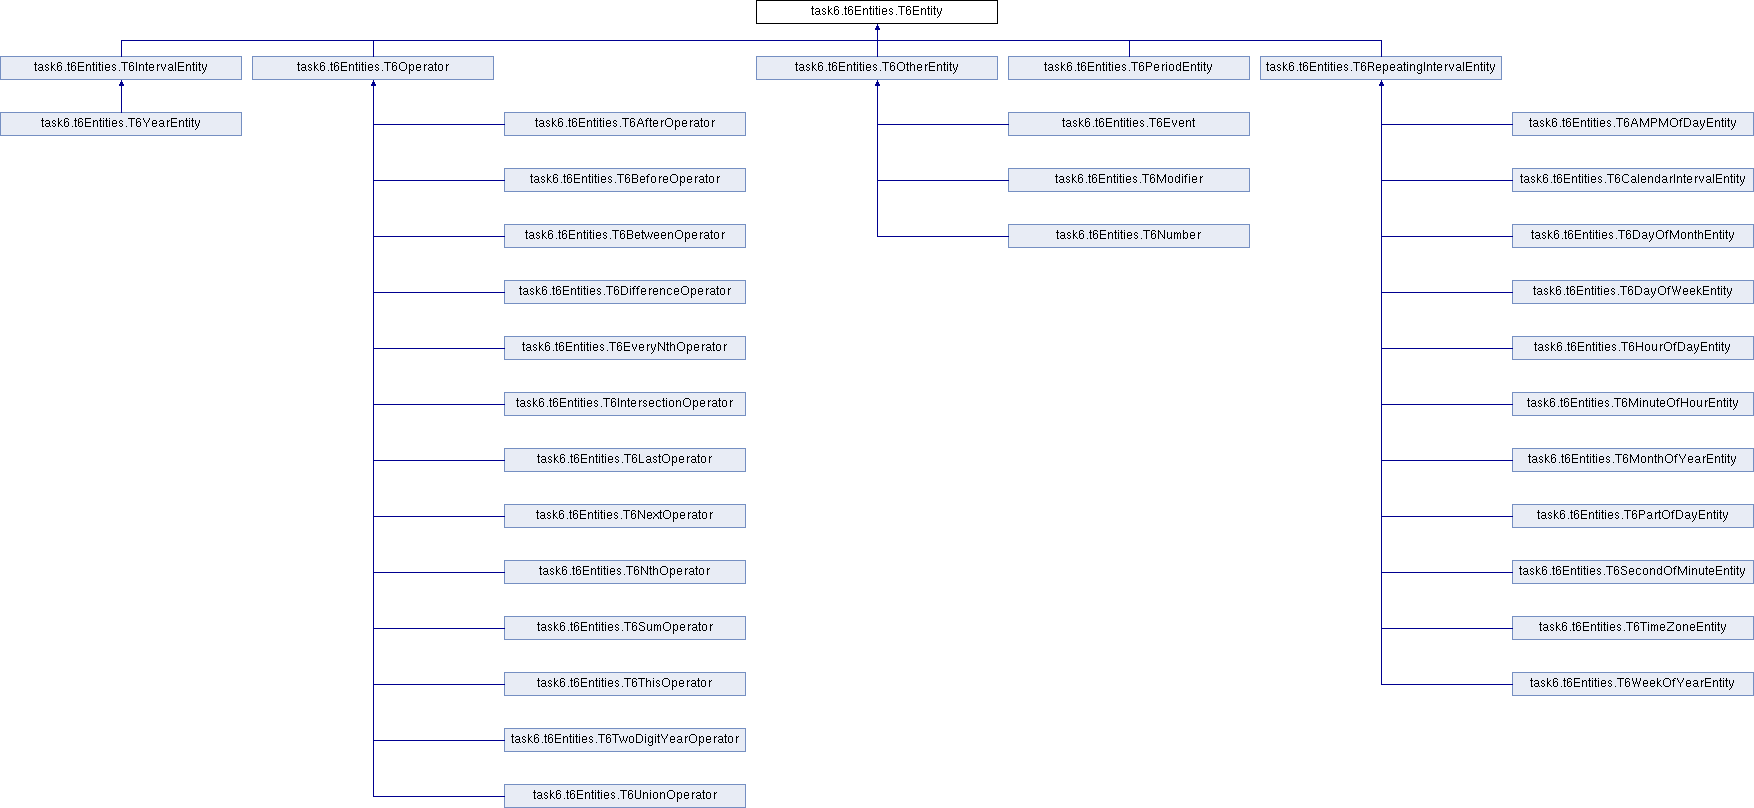 task6.t6Entities.T6Entity
task6.t6Entities.T6IntervalEntity
task6.t6Entities.T6Operator
task6.t6Entities.T6OtherEntity
task6.t6Entities.T6PeriodEntity
task6.t6Entities.T6RepeatingIntervalEntity
task6.t6Entities.T6YearEntity
task6.t6Entities.T6AfterOperator
task6.t6Entities.T6Event
task6.t6Entities.T6AMPMOfDayEntity
task6.t6Entities.T6BeforeOperator
task6.t6Entities.T6Modifier
task6.t6Entities.T6CalendarIntervalEntity
task6.t6Entities.T6BetweenOperator
task6.t6Entities.T6Number
task6.t6Entities.T6DayOfMonthEntity
task6.t6Entities.T6DifferenceOperator
task6.t6Entities.T6DayOfWeekEntity
task6.t6Entities.T6EveryNthOperator
task6.t6Entities.T6HourOfDayEntity
task6.t6Entities.T6IntersectionOperator
task6.t6Entities.T6MinuteOfHourEntity
task6.t6Entities.T6LastOperator
task6.t6Entities.T6MonthOfYearEntity
task6.t6Entities.T6NextOperator
task6.t6Entities.T6PartOfDayEntity
task6.t6Entities.T6NthOperator
task6.t6Entities.T6SecondOfMinuteEntity
task6.t6Entities.T6SumOperator
task6.t6Entities.T6TimeZoneEntity
task6.t6Entities.T6ThisOperator
task6.t6Entities.T6WeekOfYearEntity
task6.t6Entities.T6TwoDigitYearOperator
task6.t6Entities.T6UnionOperator